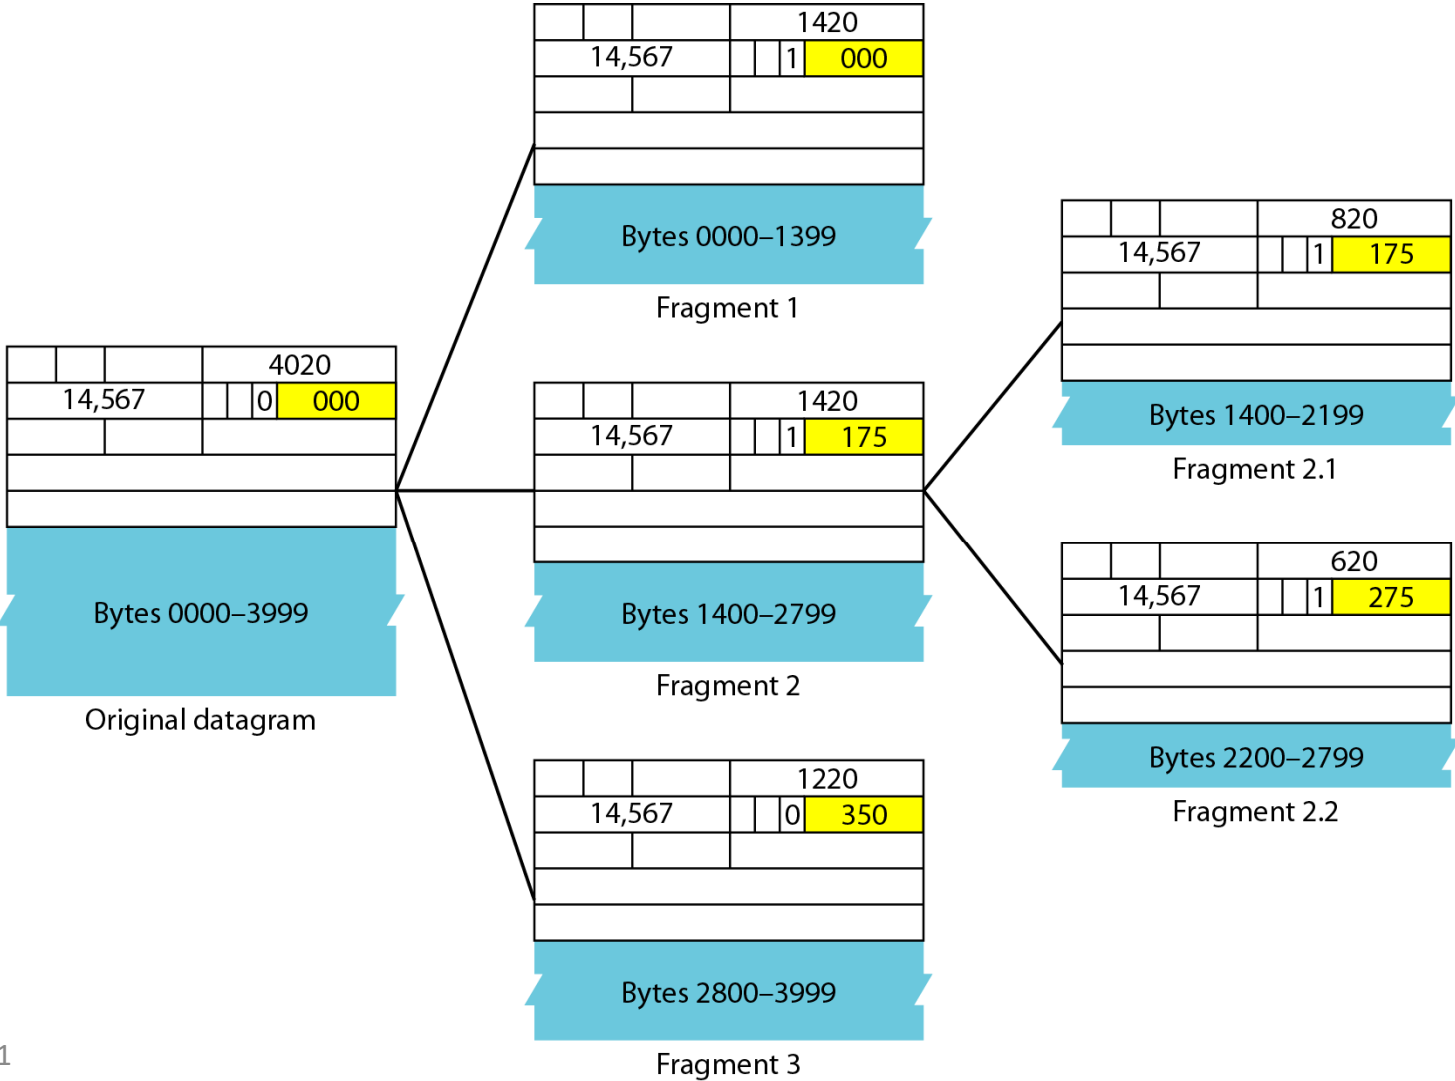 4020
14,567 0 000
Bytes 0000–3999
Original datagram
1420
14,567 1 000
Bytes 0000–1399
Fragment 1
1420
14,567 1 175
Bytes 1400–2799
Fragment 2
1220
14,567 0 350
Bytes 2800–3999
Fragment 3
820
14,567 1 175
Bytes 1400–2199
Fragment 2.1
620
14,567 1 275
Bytes 2200–2799
Fragment 2.2
1